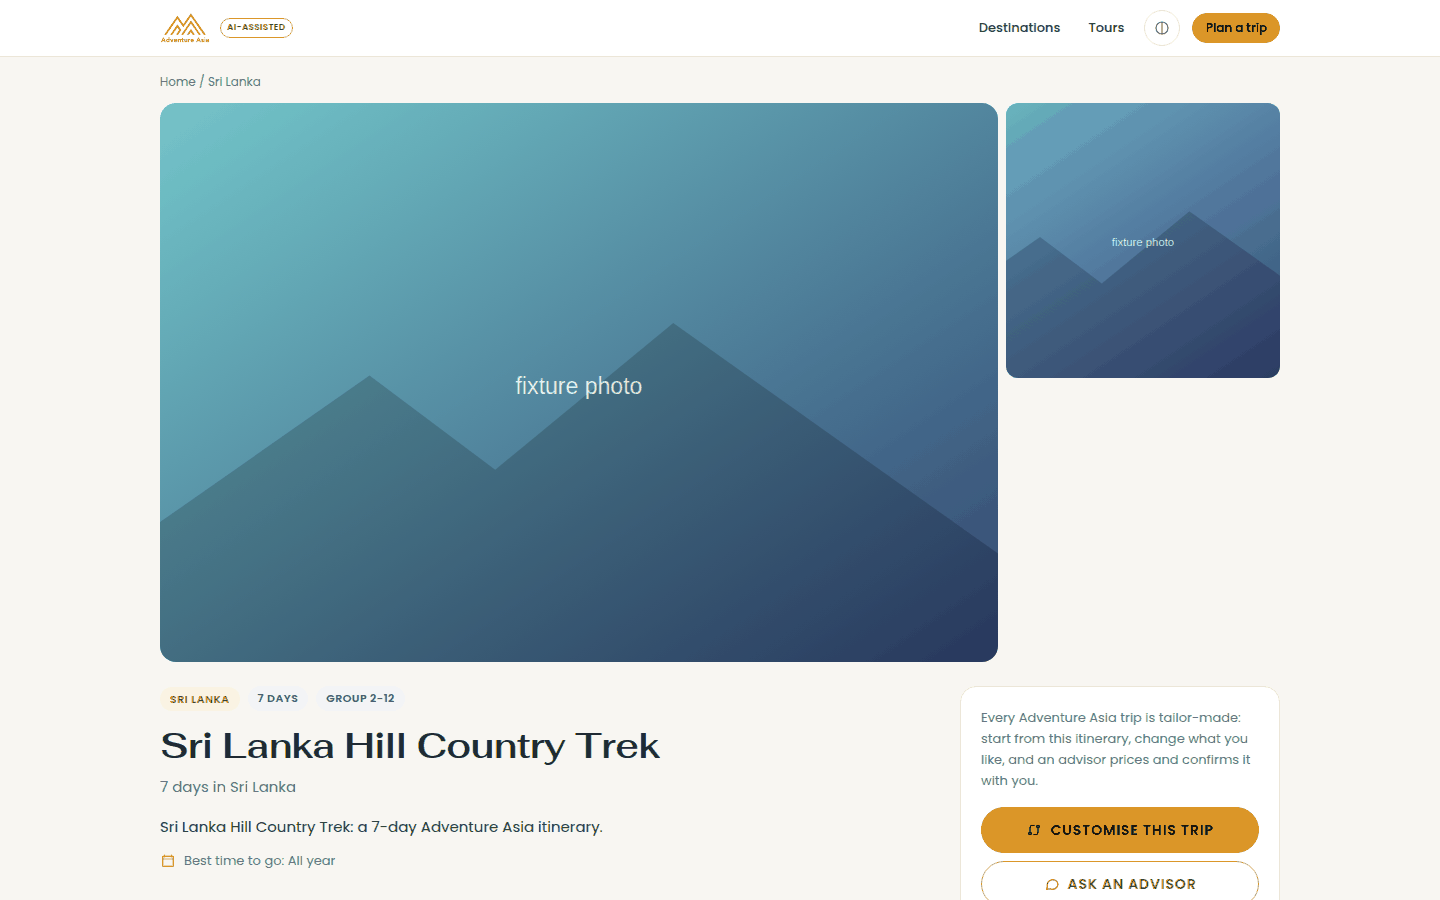 Adventure Asia
AI-ASSISTED
Destinations
Tours
Plan a trip
Home / Sri Lanka
fixture photo
fixture photo
SRI LANKA
7 DAYS
GROUP 2-12
Sri Lanka Hill Country Trek
7 days in Sri Lanka
Sri Lanka Hill Country Trek: a 7-day Adventure Asia itinerary.
Best time to go: All year
Every Adventure Asia trip is tailor-made:
start from this itinerary, change what you
like, and an advisor prices and confirms it
with you.
CUSTOMISE THIS TRIP
ASK AN ADVISOR